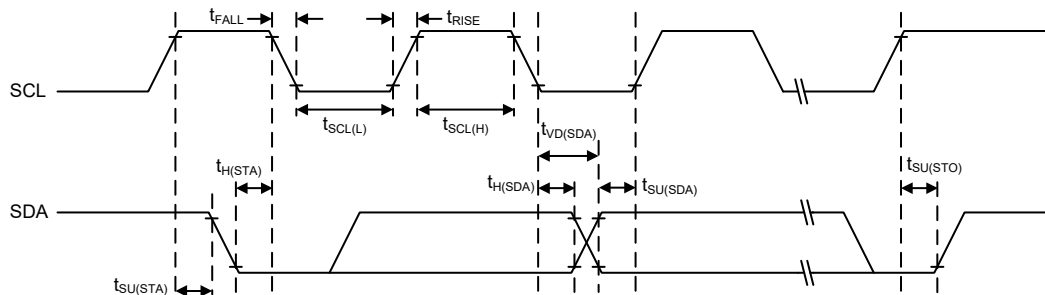 tFALL
tRISE
SCL
tSCL(L)
tSCL(H)
tVD(SDA)
tH(STA)
tH(SDA)
tSU(SDA)
tSU(STO)
SDA
tSU(STA)